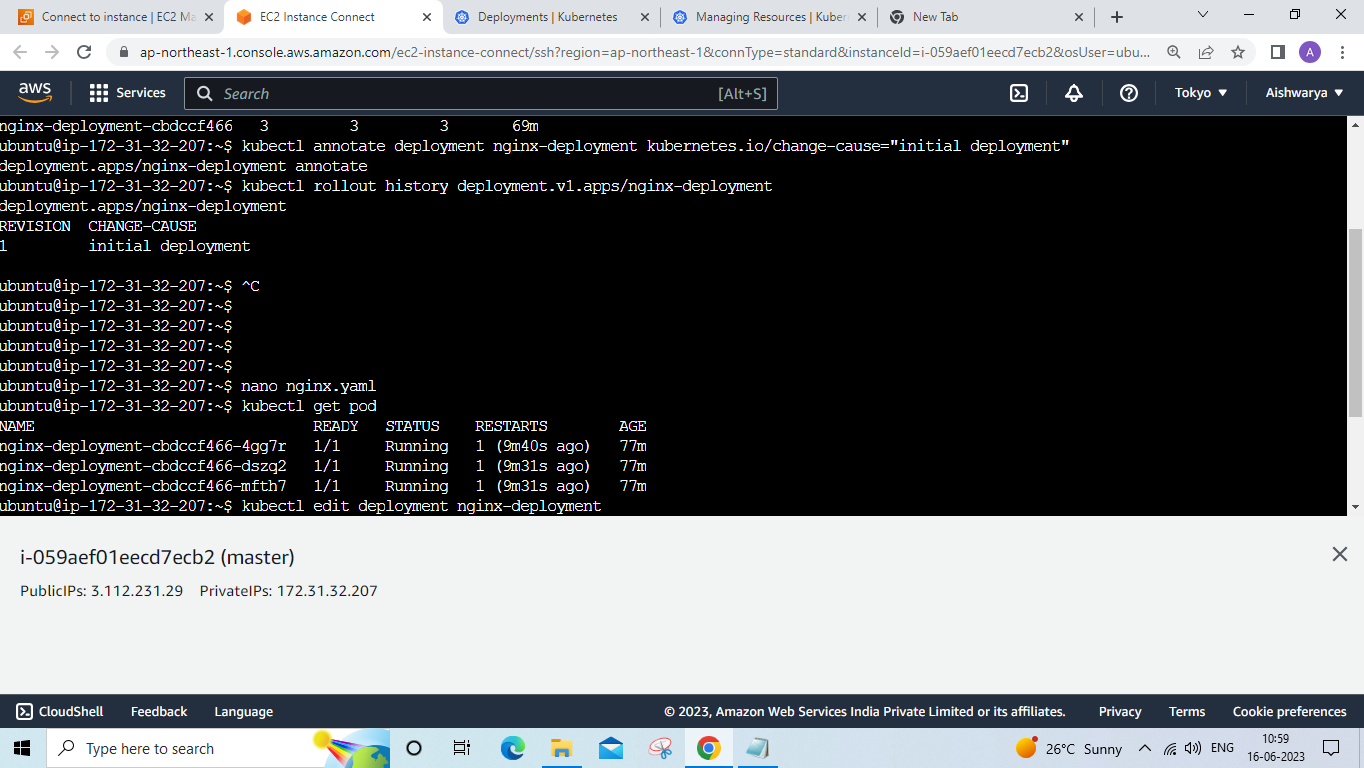 Connect to instance | EC2 Ma
EC2 Instance Connect
Deployments | Kubernetes
Managing Resources | Kuber
New Tab
ap-northeast-1.console.aws.amazon.com/ec2-instance-connect/ssh?region=ap-northeast-1&connType=standard&instanceId=i-059aef01eecd7ecb2&osUser=ubu...
A
aws
Services
Search
[Alt+S]
Tokyo
Aishwarya
nginx-deployment-cbdccf466 3 3 3 69m
ubuntu@ip-172-31-32-207:~$ kubectl annotate deployment nginx-deployment kubernetes.io/change-cause="initial deployment"
deployment.apps/nginx-deployment annotate
ubuntu@ip-172-31-32-207:~$ kubectl rollout history deployment.v1.apps/nginx-deployment
deployment.apps/nginx-deployment
REVISION CHANGE-CAUSE
1 initial deployment
ubuntu@ip-172-31-32-207:~$ ^C
ubuntu@ip-172-31-32-207:~$
ubuntu@ip-172-31-32-207:~$
ubuntu@ip-172-31-32-207:~$
ubuntu@ip-172-31-32-207:~$
ubuntu@ip-172-31-32-207:~$ nano nginx.yaml
ubuntu@ip-172-31-32-207:~$ kubectl get pod
NAME READY STATUS RESTARTS AGE
nginx-deployment-cbdccf466-4gg7r 1/1 Running 1 (9m40s ago) 77m
nginx-deployment-cbdccf466-dszq2 1/1 Running 1 (9m31s ago) 77m
nginx-deployment-cbdccf466-mfth7 1/1 Running 1 (9m31s ago) 77m
ubuntu@ip-172-31-32-207:~$ kubectl edit deployment nginx-deployment
i-059aef01eecd7ecb2 (master)
PublicIPs: 3.112.231.29 PrivateIPs: 172.31.32.207
CloudShell
Feedback
Language
© 2023, Amazon Web Services India Private Limited or its affiliates.
Privacy
Terms
Cookie preferences
Type here to search
26°C Sunny
ENG
10:59
16-06-2023